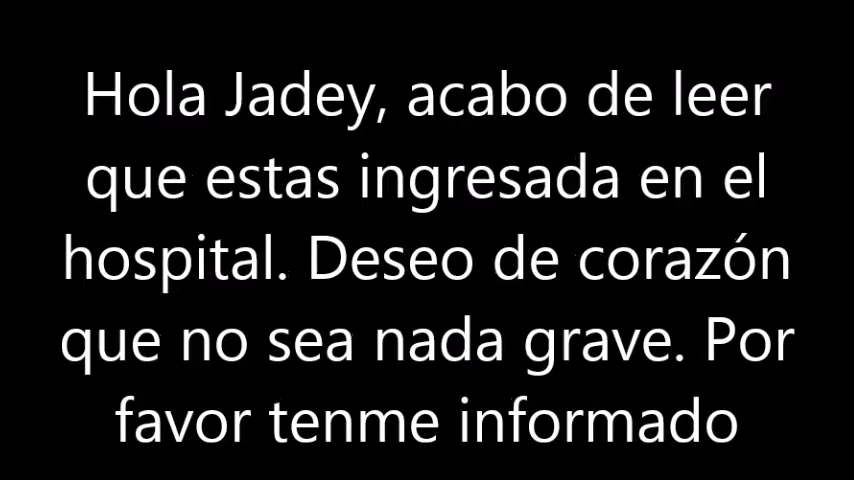 Hola Jadey, acabo de leer
que estas ingresada en el
hospital. Deseo de corazón
que no sea nada grave. Por
favor tenme informado